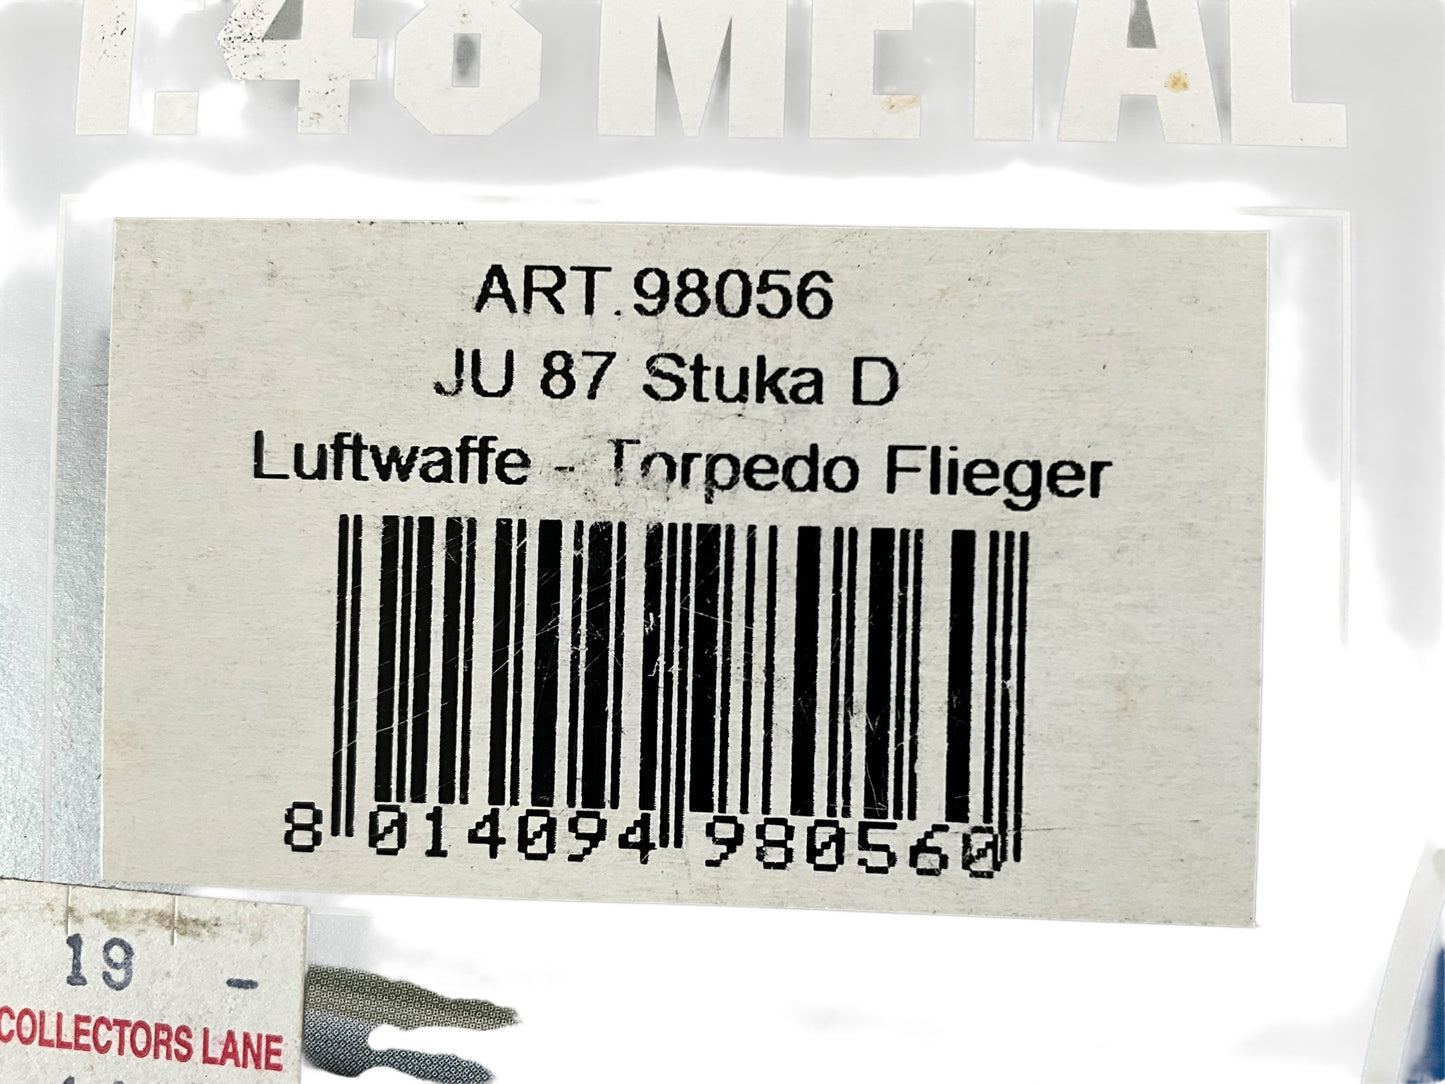 1:48 METAL
ART.98056
JU 87 Stuka D
Luftwaffe - Torpedo Flieger
8 014094 980560
19 -
COLLECTORS LANE